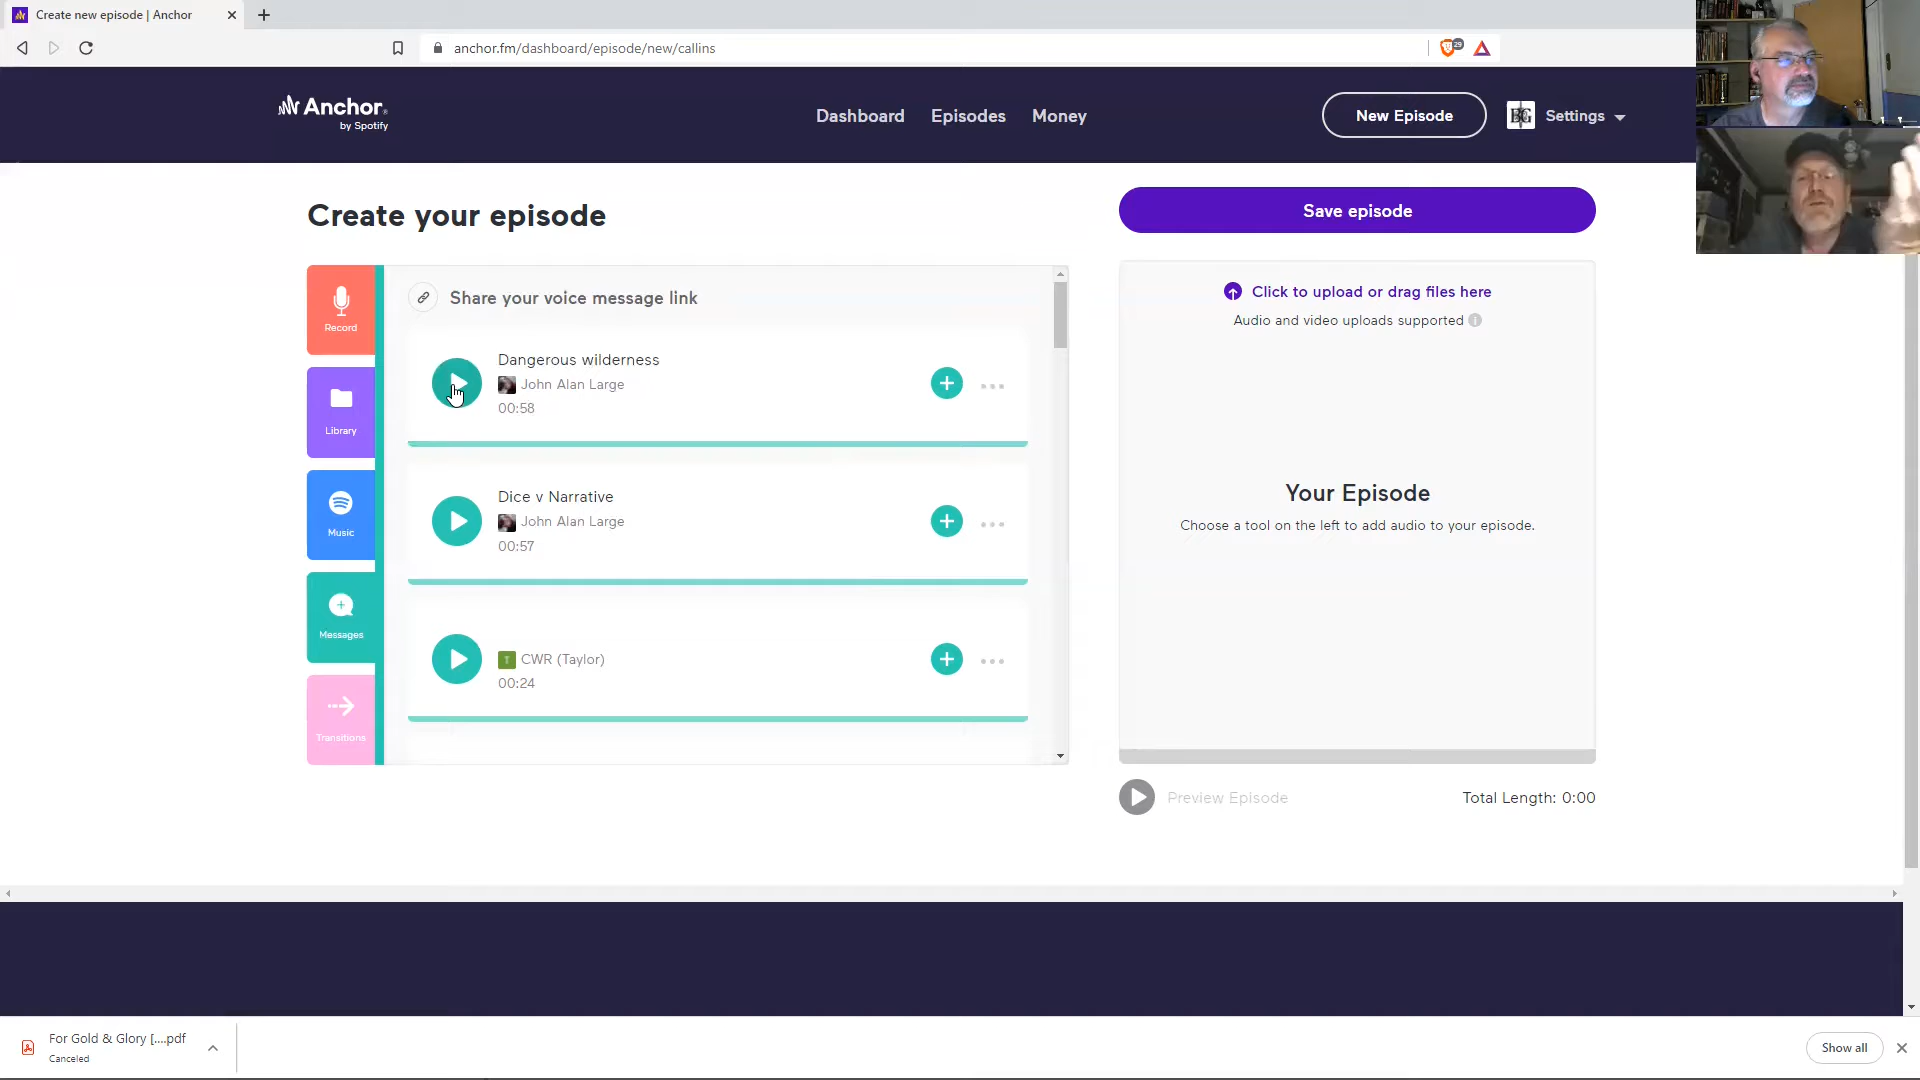 Create new episode | Anchor
anchor.fm/dashboard/episode/new/callins
29
Anchor
by Spotify
Dashboard
Episodes
Money
New Episode
BG
Settings
Create your episode
Save episode
Record
Library
Music
Messages
Transitions
Share your voice message link
Dangerous wilderness
John Alan Large
00:58
Dice v Narrative
John Alan Large
00:57
T CWR (Taylor)
00:24
Click to upload or drag files here
Audio and video uploads supported
Your Episode
Choose a tool on the left to add audio to your episode.
Preview Episode
Total Length: 0:00
For Gold & Glory [....pdf
Canceled
Show all